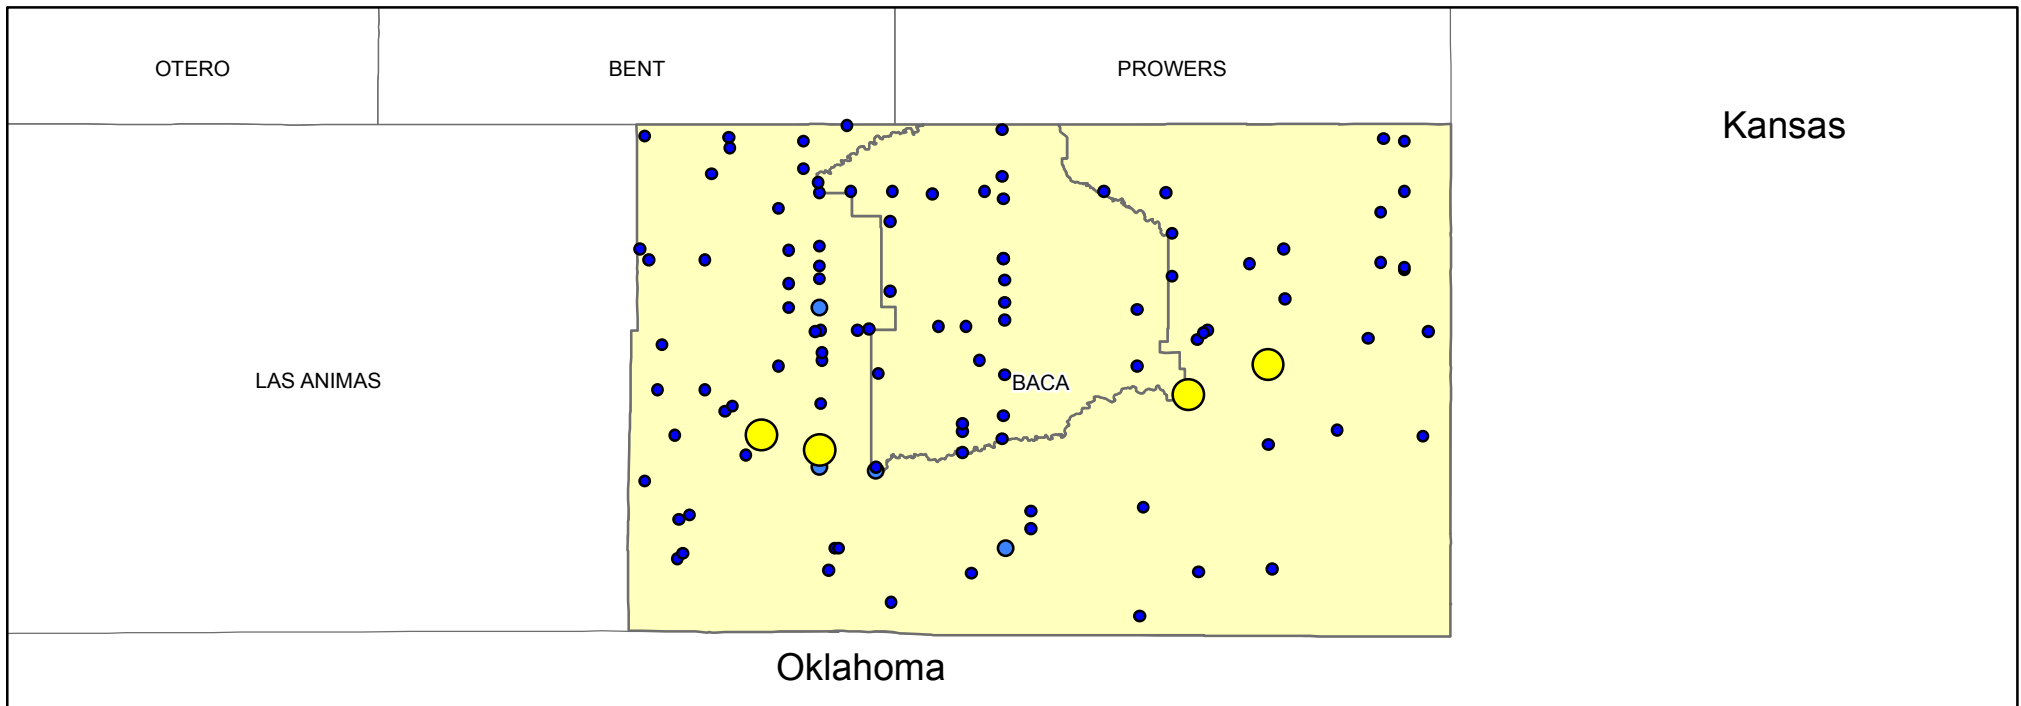 OTERO
BENT
PROWERS
Kansas
LAS ANIMAS
BACA
Oklahoma